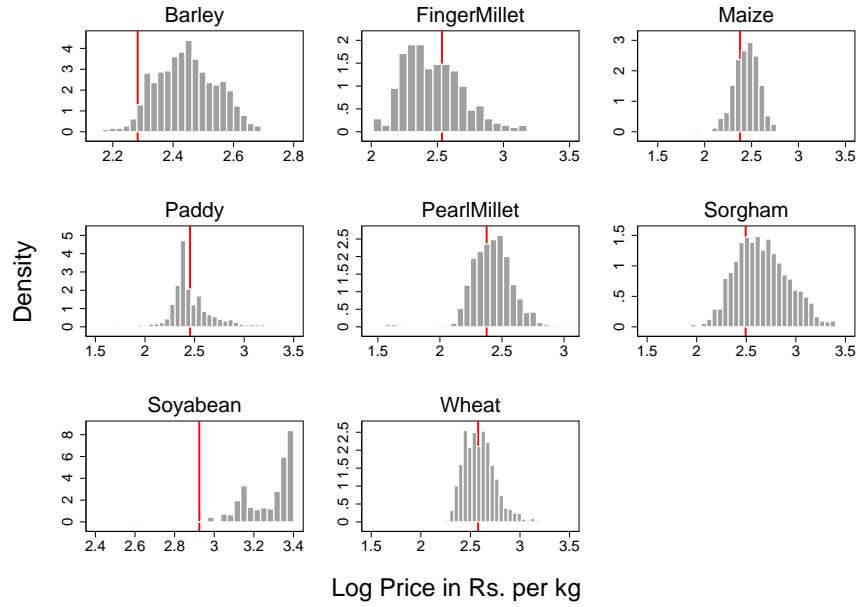 Barley
FingerMillet
Maize
0 1 2 3 4
2.2 2.4 2.6 2.8
0 .5 1 1.5 2
2 2.5 3 3.5
0 1 2 3
1.5 2 2.5 3 3.5
Paddy
PearlMillet
Sorgham
0 1 2 3 4 5
1.5 2 2.5 3 3.5
0 .5 1 1.5 2 2.5
1.5 2 2.5 3
0 .5 1 1.5
1.5 2 2.5 3 3.5
Density
Soyabean
Wheat
0 2 4 6 8
2.4 2.6 2.8 3 3.2 3.4
0 .5 1 1.5 2 2.5
1.5 2 2.5 3 3.5
Log Price in Rs. per kg